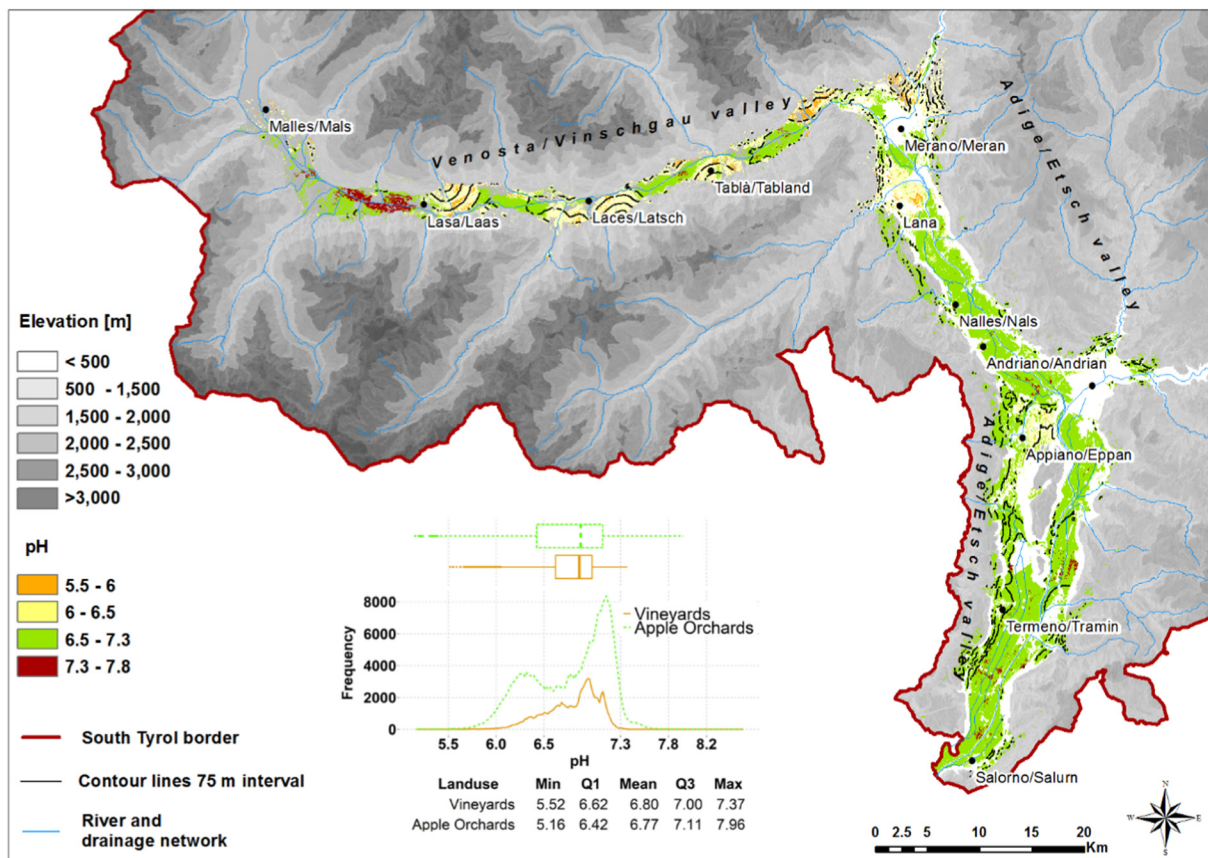 Malles/Mals
Venosta/Vinschgau valley
Adige/Etsch valley
Merano/Meran
Tablà/Tabland
Lasa/Laas
Laces/Latsch
Lana
Nalles/Nals
Andriano/Andrian
Appiano/Eppan
Adige/Etsch valley
Termeno/Tramin
Salorno/Salurn
Elevation [m]
< 500
500 - 1,500
1,500 - 2,000
2,000 - 2,500
2,500 - 3,000
>3,000
pH
5.5 - 6
6 - 6.5
6.5 - 7.3
7.3 - 7.8
South Tyrol border
Contour lines 75 m interval
River and
drainage network
8000
6000
4000
2000
0
Frequency
Vineyards
Apple Orchards
5.5 6.0 6.5 7.3 7.8 8.2
pH
Landuse Min Q1 Mean Q3 Max
Vineyards 5.52 6.62 6.80 7.00 7.37
Apple Orchards 5.16 6.42 6.77 7.11 7.96
N
W E
S
0 2.5 5 10 15 20
Km